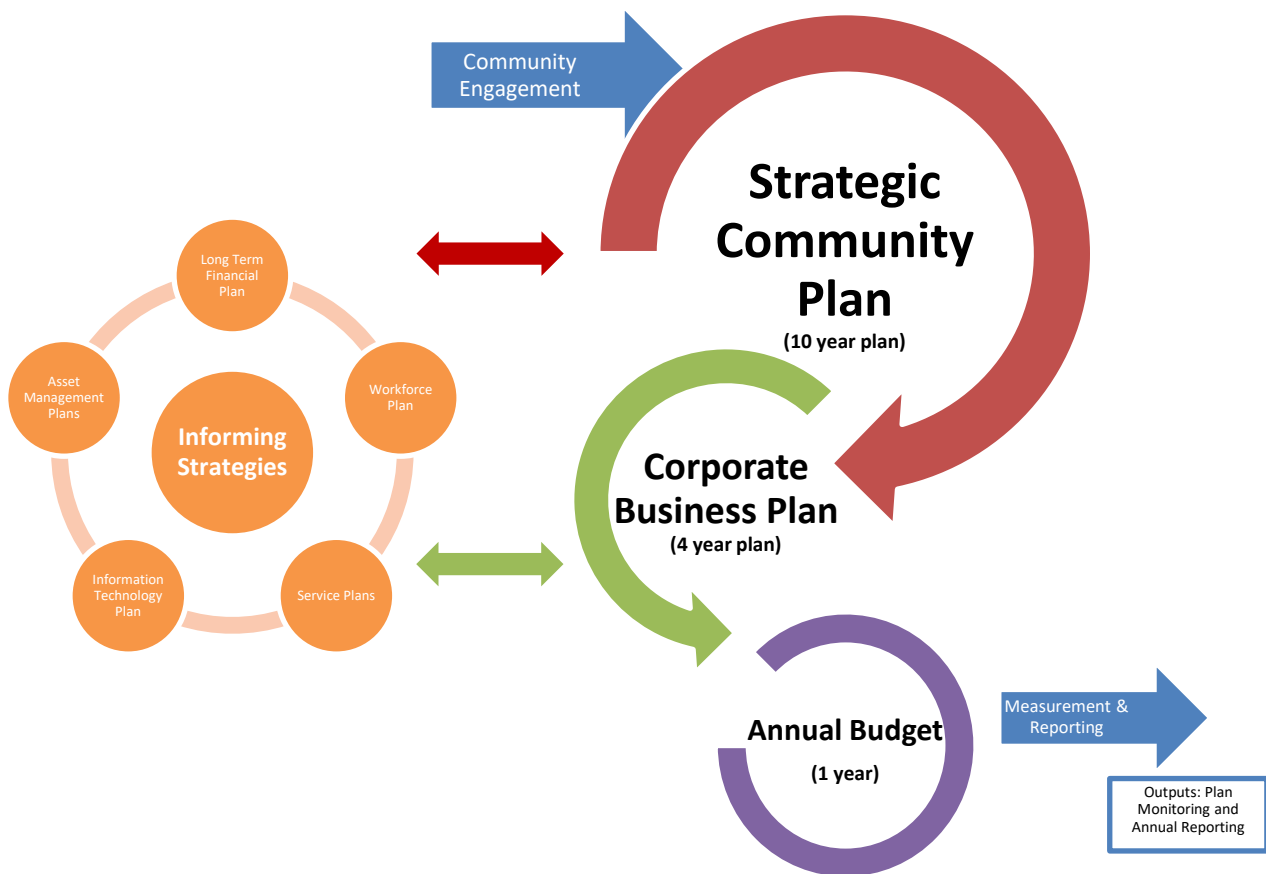 Community
Engagement
Strategic
Community
Plan
(10 year plan)
Long Term
Financial
Plan
Asset
Management
Plans
Workforce
Plan
Informing
Strategies
Information
Technology
Plan
Service Plans
Corporate
Business Plan
(4 year plan)
Annual Budget
(1 year)
Measurement &
Reporting
Outputs: Plan
Monitoring and
Annual Reporting